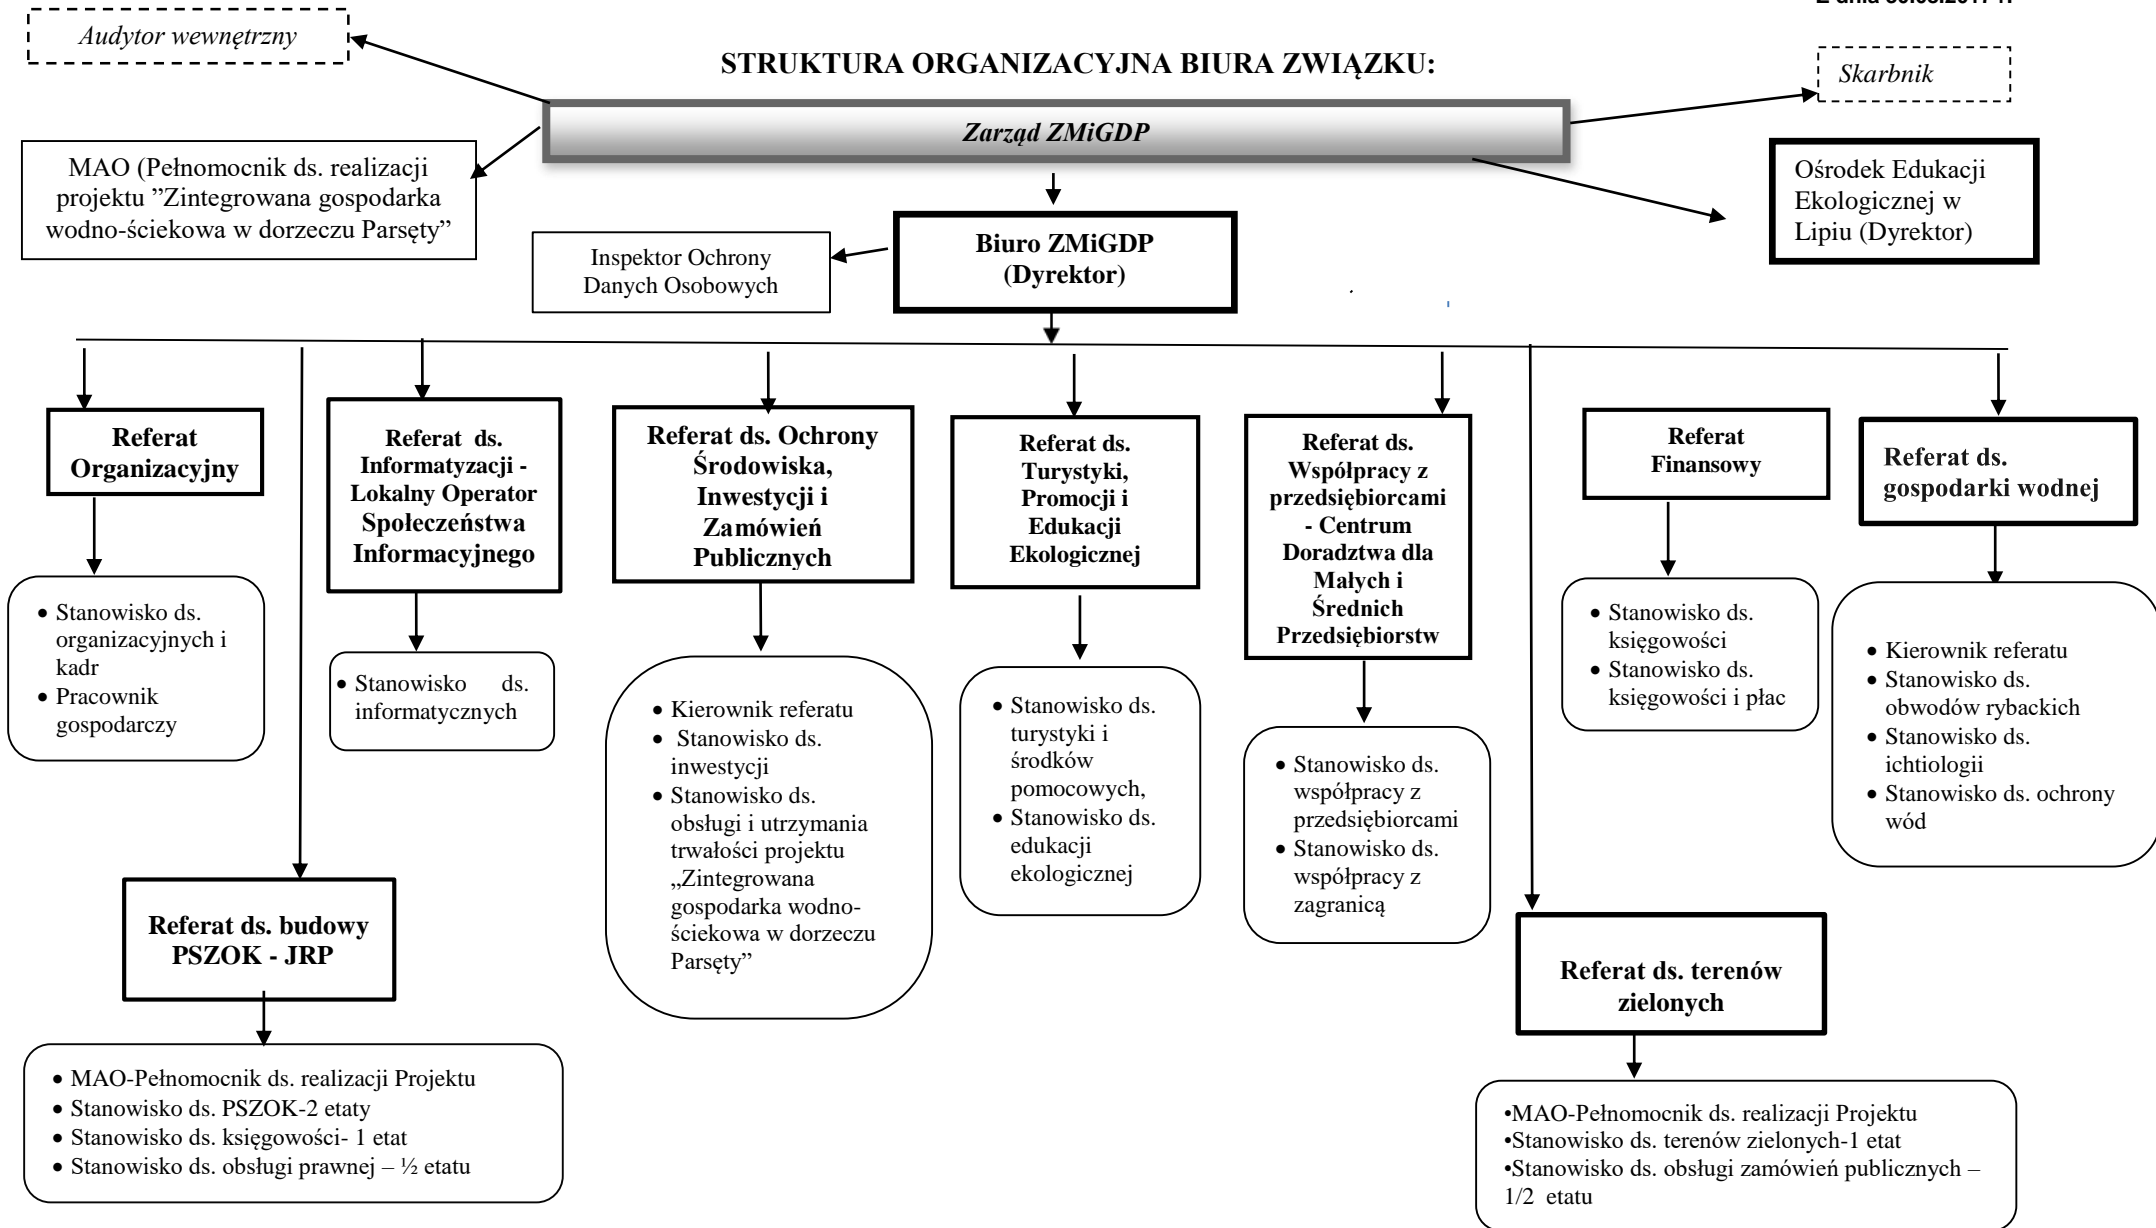 Audytor wewnętrzny
STRUKTURA ORGANIZACYJNA BIURA ZWIĄZKU:
Skarbnik
Zarząd ZMiGDP
MAO (Pełnomocnik ds. realizacji
projektu ”Zintegrowana gospodarka
wodno-ściekowa w dorzeczu Parsęty”
Ośrodek Edukacji
Ekologicznej w
Lipiu (Dyrektor)
Inspektor Ochrony
Danych Osobowych
Biuro ZMiGDP
(Dyrektor)
Referat
Organizacyjny
Referat ds.
Informatyzacji -
Lokalny Operator
Społeczeństwa
Informacyjnego
Referat ds. Ochrony
Środowiska,
Inwestycji i
Zamówień
Publicznych
Referat ds.
Turystyki,
Promocji i
Edukacji
Ekologicznej
Referat ds.
Współpracy z
przedsiębiorcami
- Centrum
Doradztwa dla
Małych i
Średnich
Przedsiębiorstw
Referat
Finansowy
Referat ds.
gospodarki wodnej
• Stanowisko ds.
organizacyjnych i
kadr
• Pracownik
gospodarczy
• Stanowisko ds.
informatycznych
• Kierownik referatu
• Stanowisko ds.
inwestycji
• Stanowisko ds.
obsługi i utrzymania
trwałości projektu
„Zintegrowana
gospodarka wodno-
ściekowa w dorzeczu
Parsęty”
• Stanowisko ds.
turystyki i
środków
pomocowych,
• Stanowisko ds.
edukacji
ekologicznej
• Stanowisko ds.
współpracy z
przedsiębiorcami
• Stanowisko ds.
współpracy z
zagranicą
• Stanowisko ds.
księgowości
• Stanowisko ds.
księgowości i płac
• Kierownik referatu
• Stanowisko ds.
obwodów rybackich
• Stanowisko ds.
ichtiologii
• Stanowisko ds. ochrony
wód
Referat ds. budowy
PSZOK - JRP
Referat ds. terenów
zielonych
• MAO-Pełnomocnik ds. realizacji Projektu
• Stanowisko ds. PSZOK-2 etaty
• Stanowisko ds. księgowości- 1 etat
• Stanowisko ds. obsługi prawnej – ½ etatu
•MAO-Pełnomocnik ds. realizacji Projektu
•Stanowisko ds. terenów zielonych-1 etat
•Stanowisko ds. obsługi zamówień publicznych –
1/2 etatu